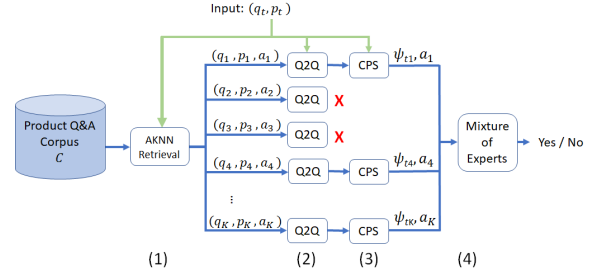 Input: (q_t, p_t)
(q_1, p_1, a_1) Q2Q CPS ψ_t1, a_1
(q_2, p_2, a_2) Q2Q X
Product Q&A
Corpus
C
AKNN
Retrieval
(q_3, p_3, a_3) Q2Q X
Mixture
of
Experts
Yes / No
(q_4, p_4, a_4) Q2Q CPS ψ_t4, a_4
⋮
(q_K, p_K, a_K) Q2Q CPS ψ_tK, a_K
(1) (2) (3) (4)